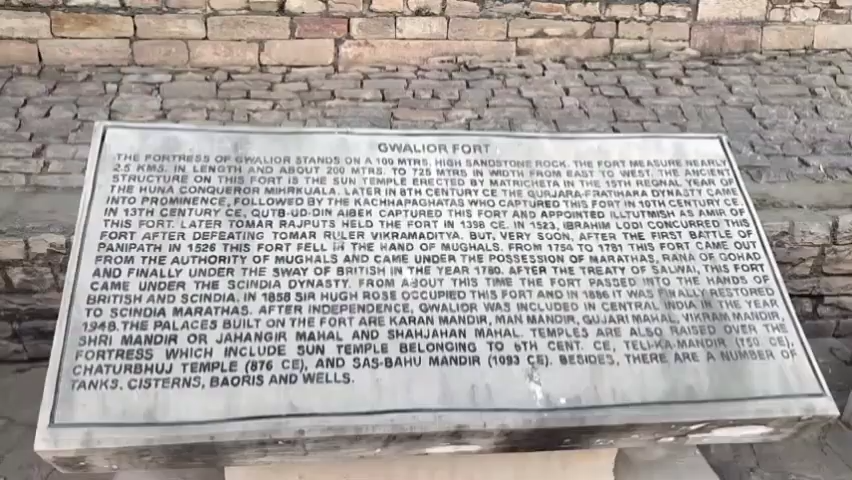 GWALIOR FORT
THE FORTRESS OF GWALIOR STANDS ON A 100 MTRS. HIGH SANDSTONE ROCK. THE FORT MEASURE NEARLY
2.5 KMS. IN LENGTH AND ABOUT 200 MTRS. TO 725 MTRS IN WIDTH FROM EAST TO WEST. THE ANCIENT
STRUCTURE ON THIS FORT IS THE SUN TEMPLE ERECTED BY MATRICHETA IN THE 15TH REGNAL YEAR OF
THE HUNA CONQUEROR MIHRKUALA. LATER IN 8TH CENTURY CE THE GURJARA-PRATIHARA DYNASTY CAME
INTO PROMINENCE, FOLLOWED BY THE KACHHAPAGHATAS WHO CAPTURED THIS FORT IN 10TH CENTURY CE.
IN 13TH CENTURY CE, QUTB-UD-DIN AIBEK CAPTURED THIS FORT AND APPOINTED ILLTUTMISH AS AMIR OF
THIS FORT. LATER TOMAR RAJPUTS HELD THE FORT IN 1398 CE. IN 1523, IBRAHIM LODI CONCURRED THIS
FORT AFTER DEFEATING TOMAR RULER VIKRAMADITYA. BUT, VERY SOON, AFTER THE FIRST BATTLE OF
PANIPATH IN 1526 THIS FORT FELL IN THE HAND OF MUGHALS. FROM 1754 TO 1781 THIS FORT CAME OUT
FROM THE AUTHORITY OF MUGHALS AND CAME UNDER THE POSSESSION OF MARATHAS, RANA OF GOHAD
AND FINALLY UNDER THE SWAY OF BRITISH IN THE YEAR 1780. AFTER THE TREATY OF SALWAI, THIS FORT
CAME UNDER THE SCINDIA DYNASTY. FROM ABOUT THIS TIME THE FORT PASSED INTO THE HANDS OF
BRITISH AND SCINDIA. IN 1858 SIR HUGH ROSE OCCUPIED THIS FORT AND IN 1886 IT WAS FINALLY RESTORED
TO SCINDIA MARATHAS. AFTER INDEPENDENCE, GWALIOR WAS INCLUDED IN CENTRAL INDIA IN THE YEAR
1948. THE PALACES BUILT ON THE FORT ARE KARAN MANDIR, MAN MANDIR, GUJARI MAHAL, VIKRAM MANDIR,
SHRI MANDIR OR JAHANGIR MAHAL AND SHAHJAHAN MAHAL. TEMPLES ARE ALSO RAISED OVER THE
FORTRESS WHICH INCLUDE SUN TEMPLE BELONGING TO 6TH CENT. CE, TELI-KA-MANDIR (750 CE),
CHATURBHUJ TEMPLE (876 CE), AND SAS-BAHU MANDIR (1093 CE). BESIDES, THERE ARE A NUMBER OF
TANKS, CISTERNS, BAORIS AND WELLS.